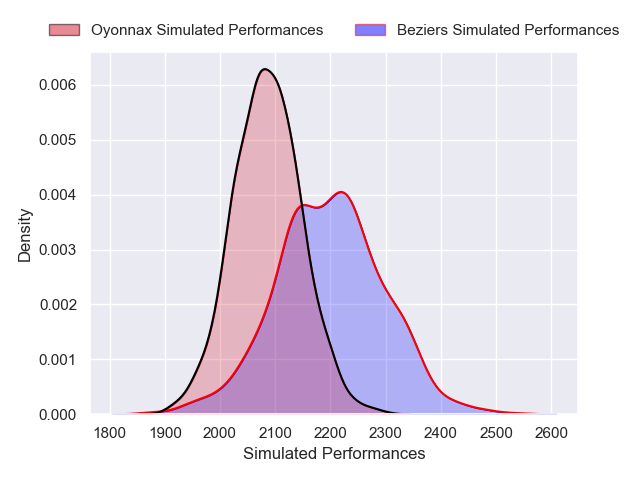 Oyonnax Simulated Performances
Beziers Simulated Performances
0.006
0.005
0.004
0.003
0.002
0.001
0.000
Density
1800 1900 2000 2100 2200 2300 2400 2500 2600
Simulated Performances